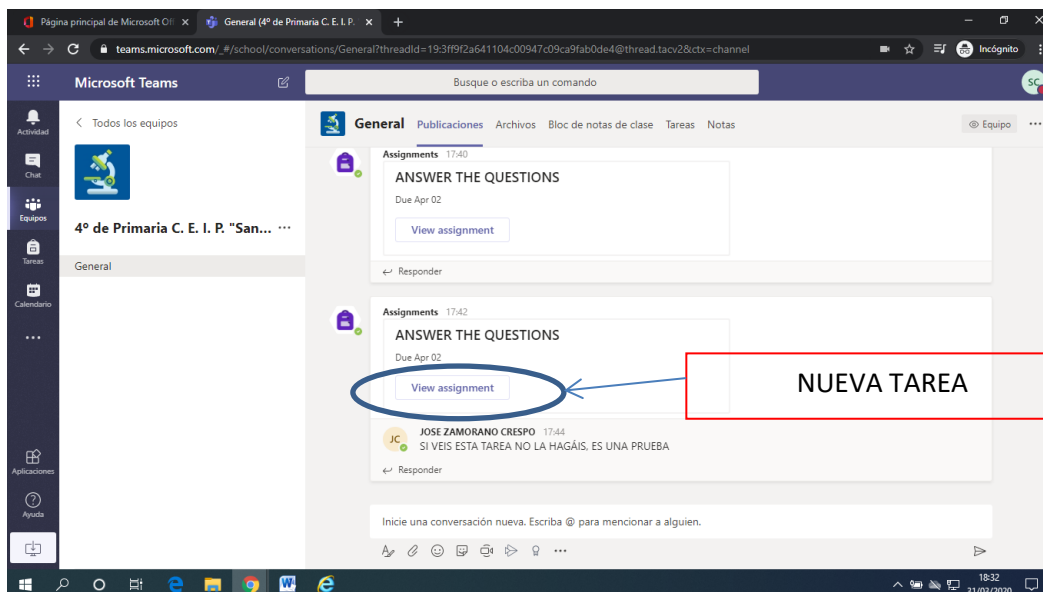 Página principal de Microsoft Off
General (4º de Primaria C. E. I. P.
teams.microsoft.com/_#/school/conversations/General?threadId=19:3ff9f2a641104c00947c09ca9fab0de4@thread.tacv2&ctx=channel
Incógnito
Microsoft Teams
Busque o escriba un comando
SC
Actividad
Chat
Equipos
Tareas
Calendario
Aplicaciones
Ayuda
Todos los equipos
4º de Primaria C. E. I. P. "San...
General
General Publicaciones Archivos Bloc de notas de clase Tareas Notas
Equipo
Assignments 17:40
ANSWER THE QUESTIONS
Due Apr 02
View assignment
Responder
Assignments 17:42
ANSWER THE QUESTIONS
Due Apr 02
View assignment
NUEVA TAREA
JC
JOSE ZAMORANO CRESPO 17:44
SI VEIS ESTA TAREA NO LA HAGÁIS, ES UNA PRUEBA
Responder
Inicie una conversación nueva. Escriba @ para mencionar a alguien.
18:32
31/03/2020